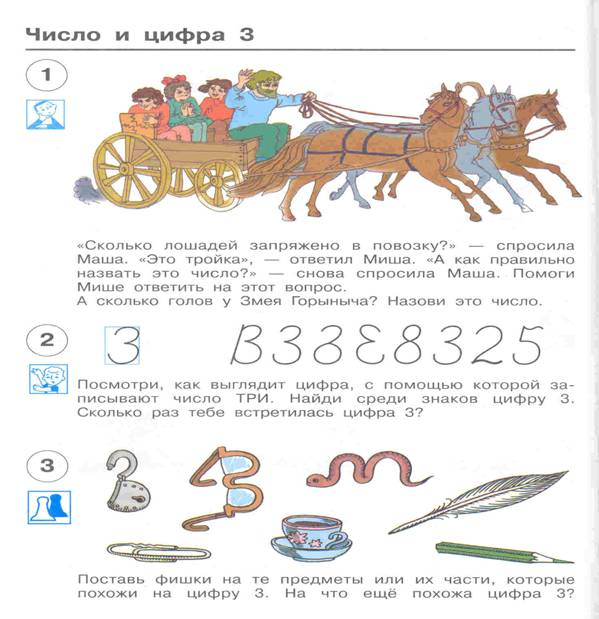 Число и цифра 3
1
«Сколько лошадей запряжено в повозку?» — спросила
Маша. «Это тройка», — ответил Миша. «А как правильно
назвать это число?» — снова спросила Маша. Помоги
Мише ответить на этот вопрос.
А сколько голов у Змея Горыныча? Назови это число.
2
3 В 3 Ɛ 8 3 2 5
Посмотри, как выглядит цифра, с помощью которой за-
писывают число ТРИ. Найди среди знаков цифру 3.
Сколько раз тебе встретилась цифра 3?
3
Поставь фишки на те предметы или их части, которые
похожи на цифру 3. На что ещё похожа цифра 3?